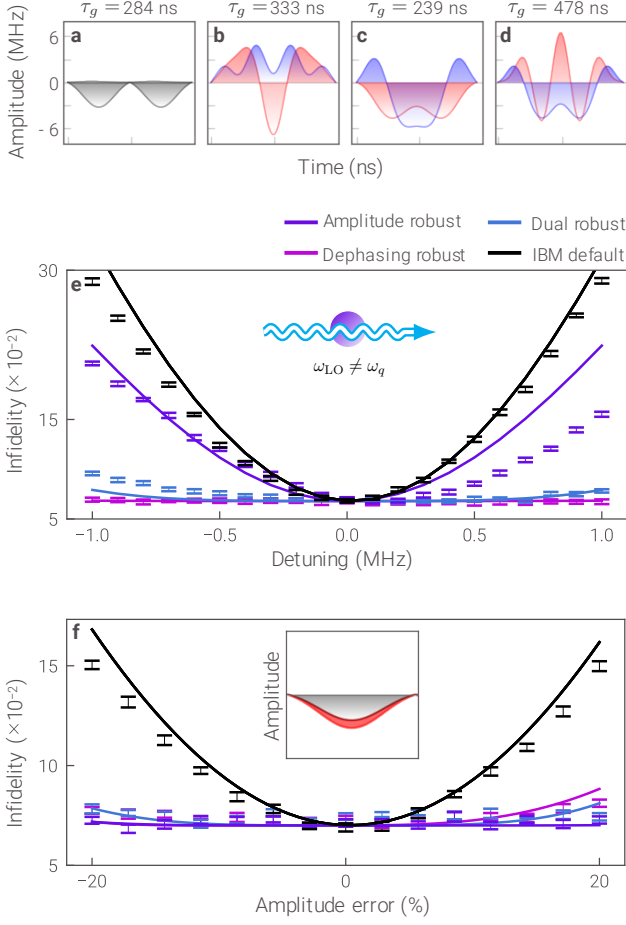 τg = 284 ns τg = 333 ns τg = 239 ns τg = 478 ns
a b c d
Amplitude (MHz)
6
0
- 6
Time (ns)
Amplitude robust Dual robust
Dephasing robust IBM default
e
Infidelity (× 10⁻²)
30
15
5
ωLO ≠ ωq
−1.0 −0.5 0.0 0.5 1.0
Detuning (MHz)
f
Infidelity (×10⁻²)
15
10
5
Amplitude
−20 0 20
Amplitude error (%)